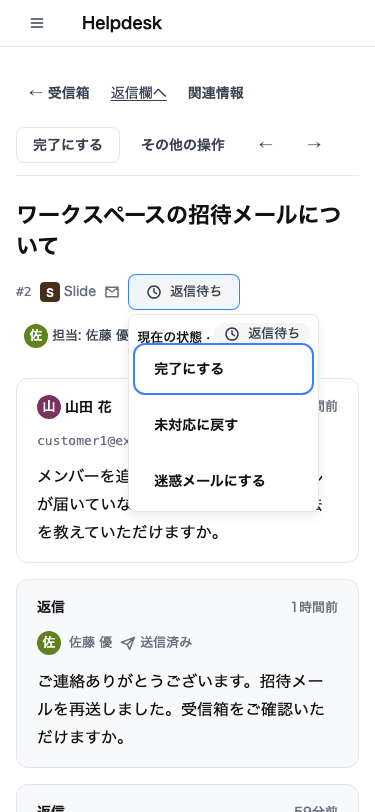 Helpdesk
← 受信箱 返信欄へ 関連情報
完了にする その他の操作 ← →
ワークスペースの招待メールにつ
いて
#2 S Slide 返信待ち
佐 担当: 佐藤 優
現在の状態 · 返信待ち
完了にする
未対応に戻す
迷惑メールにする
山 山田 花 間前
customer1@ex
メンバーを追
が届いていな
を教えていただけますか。
返信 1時間前
佐 佐藤 優 送信済み
ご連絡ありがとうございます。招待メー
ルを再送しました。受信箱をご確認いた
だけますか。
返信 59分前